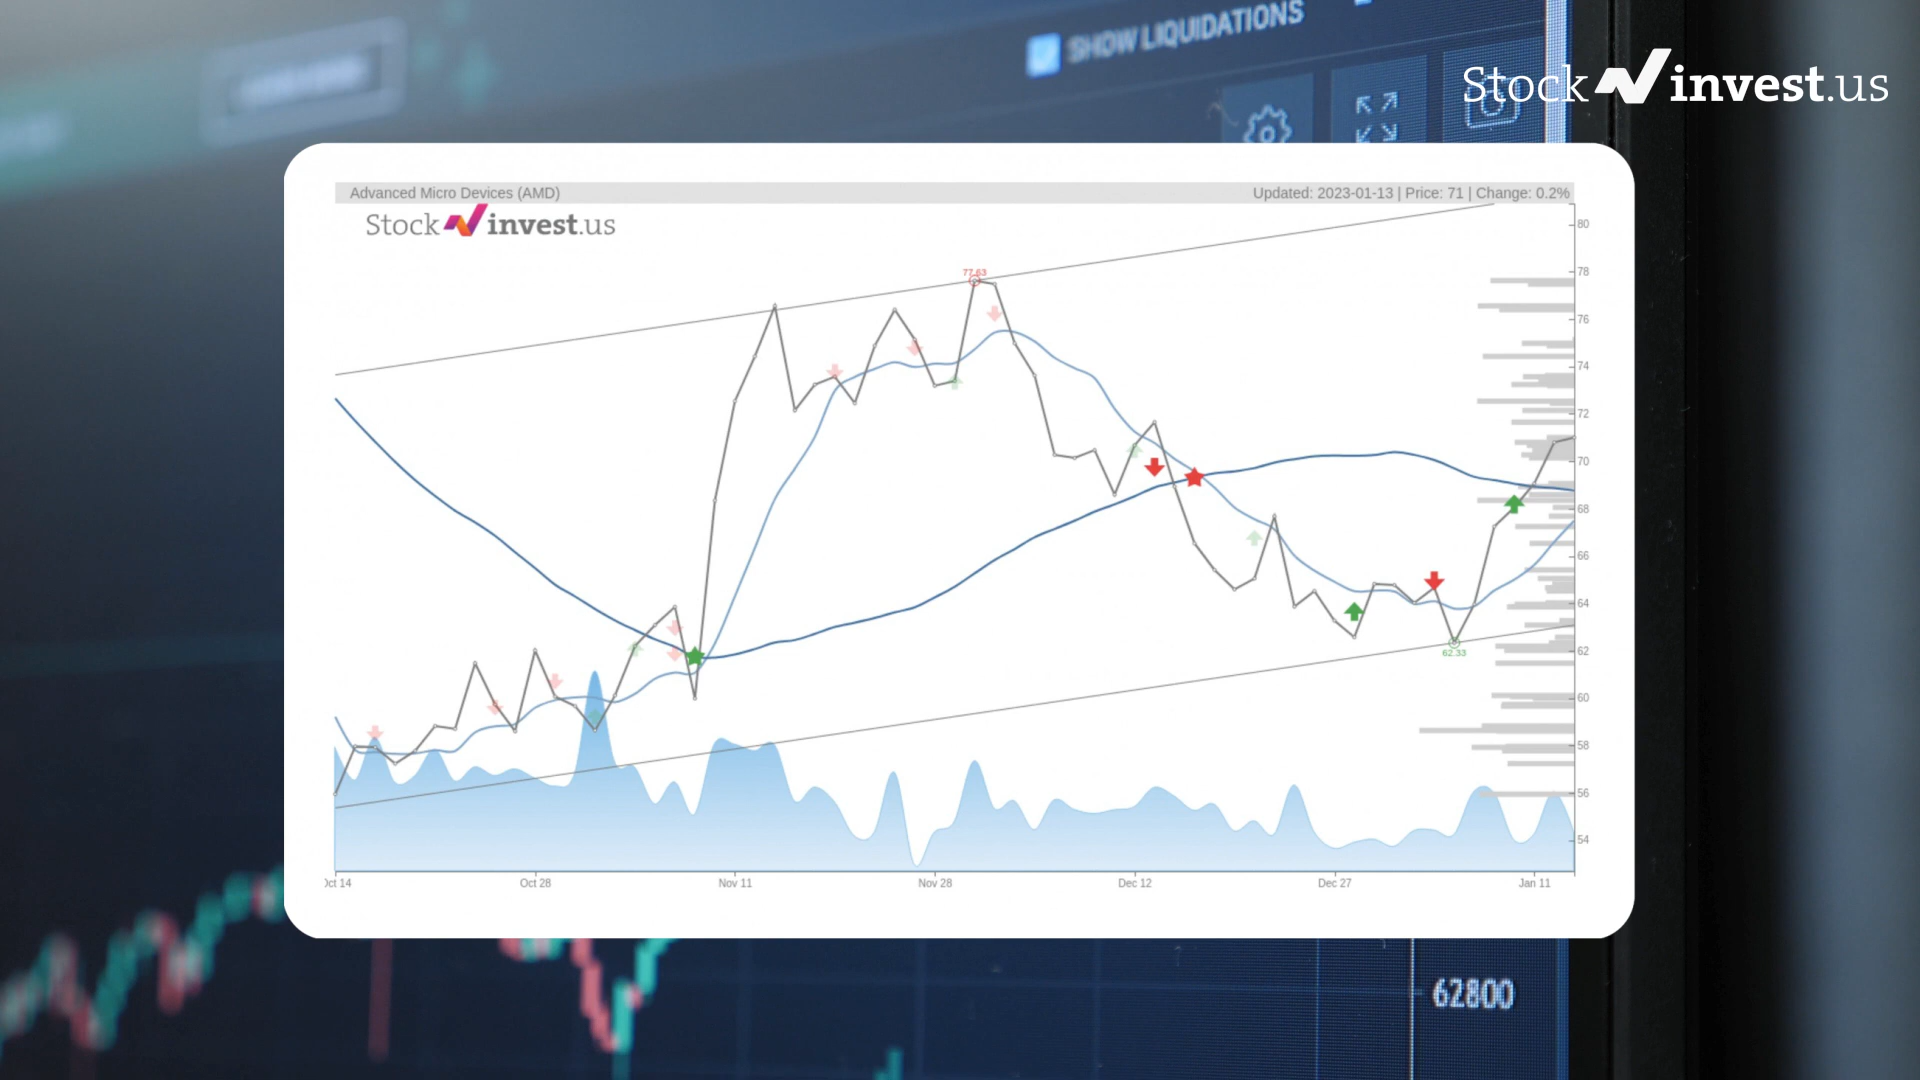 SHOW LIQUIDATIONS
Stock invest.us
Advanced Micro Devices (AMD)
Updated: 2023-01-13 | Price: 71 | Change: 0.2%
Stock invest.us
80
77.63
78
76
74
72
70
68
66
64
62.33
62
60
58
56
54
Oct 14
Oct 28
Nov 11
Nov 28
Dec 12
Dec 27
Jan 11
62800